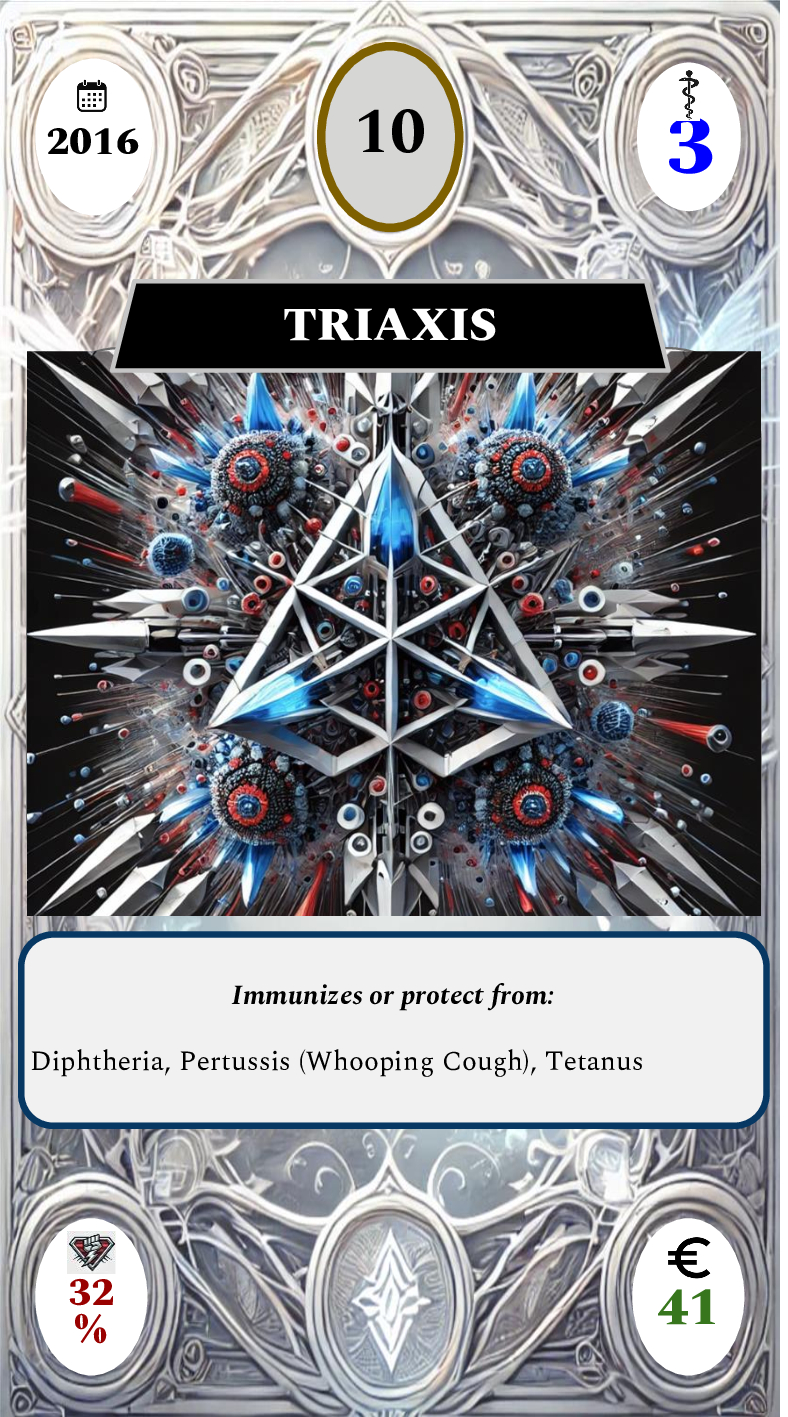 2016
10
3
TRIAXIS
Immunizes or protect from:
Diphtheria, Pertussis (Whooping Cough), Tetanus
32
%
€
41